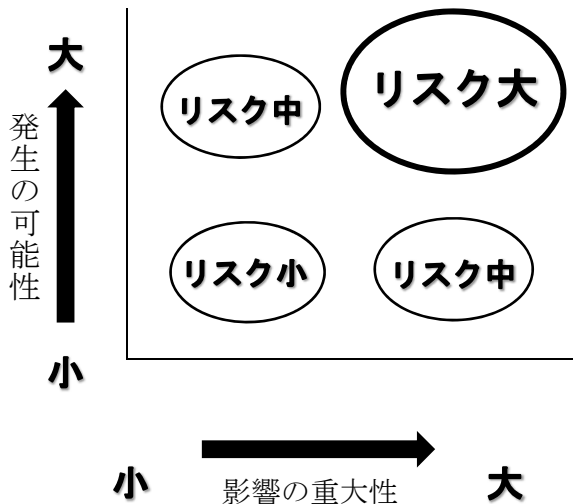 大
発生の可能性
小
リスク中
リスク大
リスク小
リスク中
小
影響の重大性
大